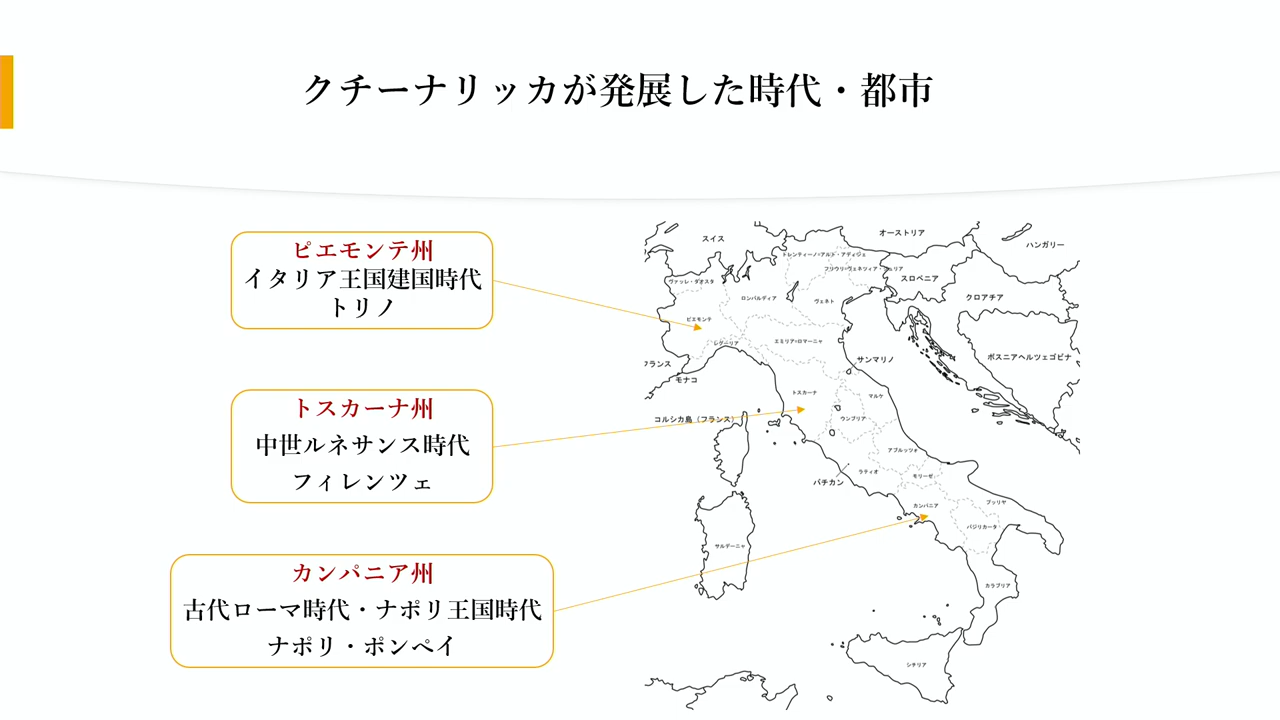 クチーナリッカが発展した時代・都市
ピエモンテ州
イタリア王国建国時代
トリノ
トスカーナ州
中世ルネサンス時代
フィレンツェ
カンパニア州
古代ローマ時代・ナポリ王国時代
ナポリ・ポンペイ
スイス
オーストリア
ハンガリー
トレンティーノ・アルト・アディジェ
フリウリ・ヴェネツィア・
スロベニア
ヴァッレ・ダオスタ
ロンバルディア
ヴェネト
クロアチア
ピエモンテ
エミリア・ロマーニャ
ボスニアヘルツェゴビナ
フランス
サンマリノ
モナコ
トスカーナ
マルケ
コルシカ島（フランス）
ウンブリア
アブルッツォ
ラティオ
モリーゼ
バチカン
カンパニア
プッリャ
バジリカータ
サルデーニャ
カラブリア
シチリア